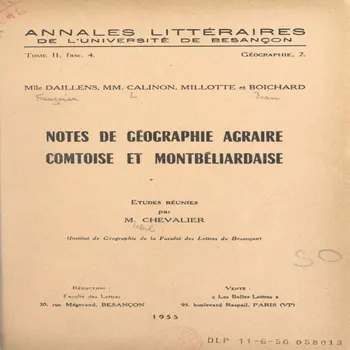 ANNALES LITTÉRAIRES
DE L'UNIVERSITÉ DE BESANÇON
TOME II, fasc. 4.
GÉOGRAPHIE, 2.
Mlle DAILLENS, MM. CALINON, MILLOTTE et BOICHARD
Françoise L Jean
NOTES DE GÉOGRAPHIE AGRAIRE
COMTOISE ET MONTBÉLIARDAISE
ETUDES RÉUNIES
par
M. CHEVALIER
(Institut de Géographie de la Faculté des Lettres de Besançon)
SO
RÉDACTION :
Faculté des Lettres
30, rue Mégevand, BESANÇON
VENTE :
« Les Belles Lettres »
95, boulevard Raspail, PARIS (VIe)
1955
DLP 11-6-56 058013